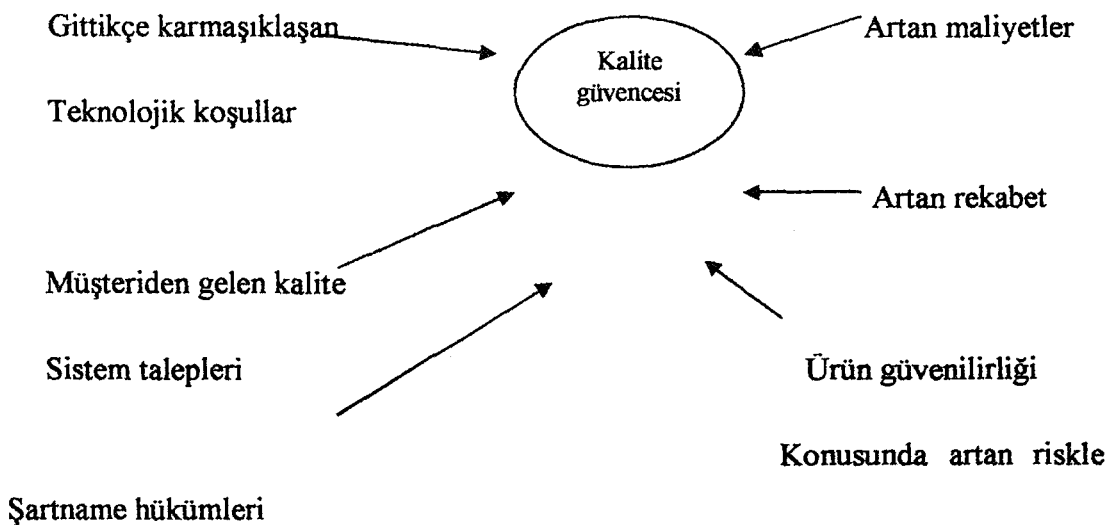 Gittikçe karmaşıklaşan
Teknolojik koşullar
Kalite
güvencesi
Artan maliyetler
Artan rekabet
Müşteriden gelen kalite
Sistem talepleri
Ürün güvenilirliği
Konusunda artan riskle
Şartname hükümleri